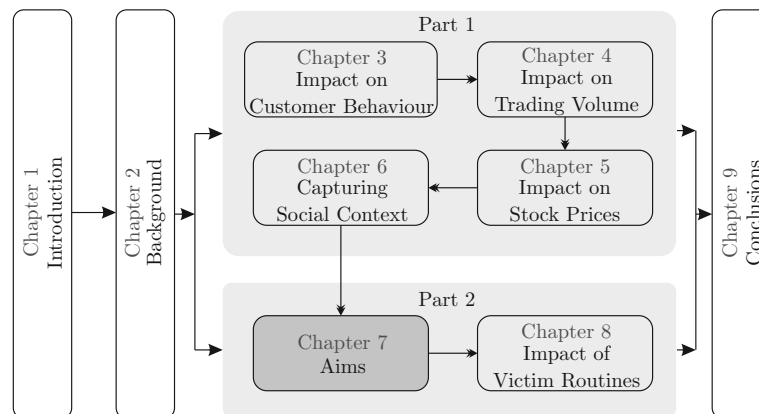 Chapter 1
Introduction
Chapter 2
Background
Part 1
Chapter 3
Impact on
Customer Behaviour
Chapter 4
Impact on
Trading Volume
Chapter 6
Capturing
Social Context
Chapter 5
Impact on
Stock Prices
Part 2
Chapter 7
Aims
Chapter 8
Impact of
Victim Routines
Chapter 9
Conclusions